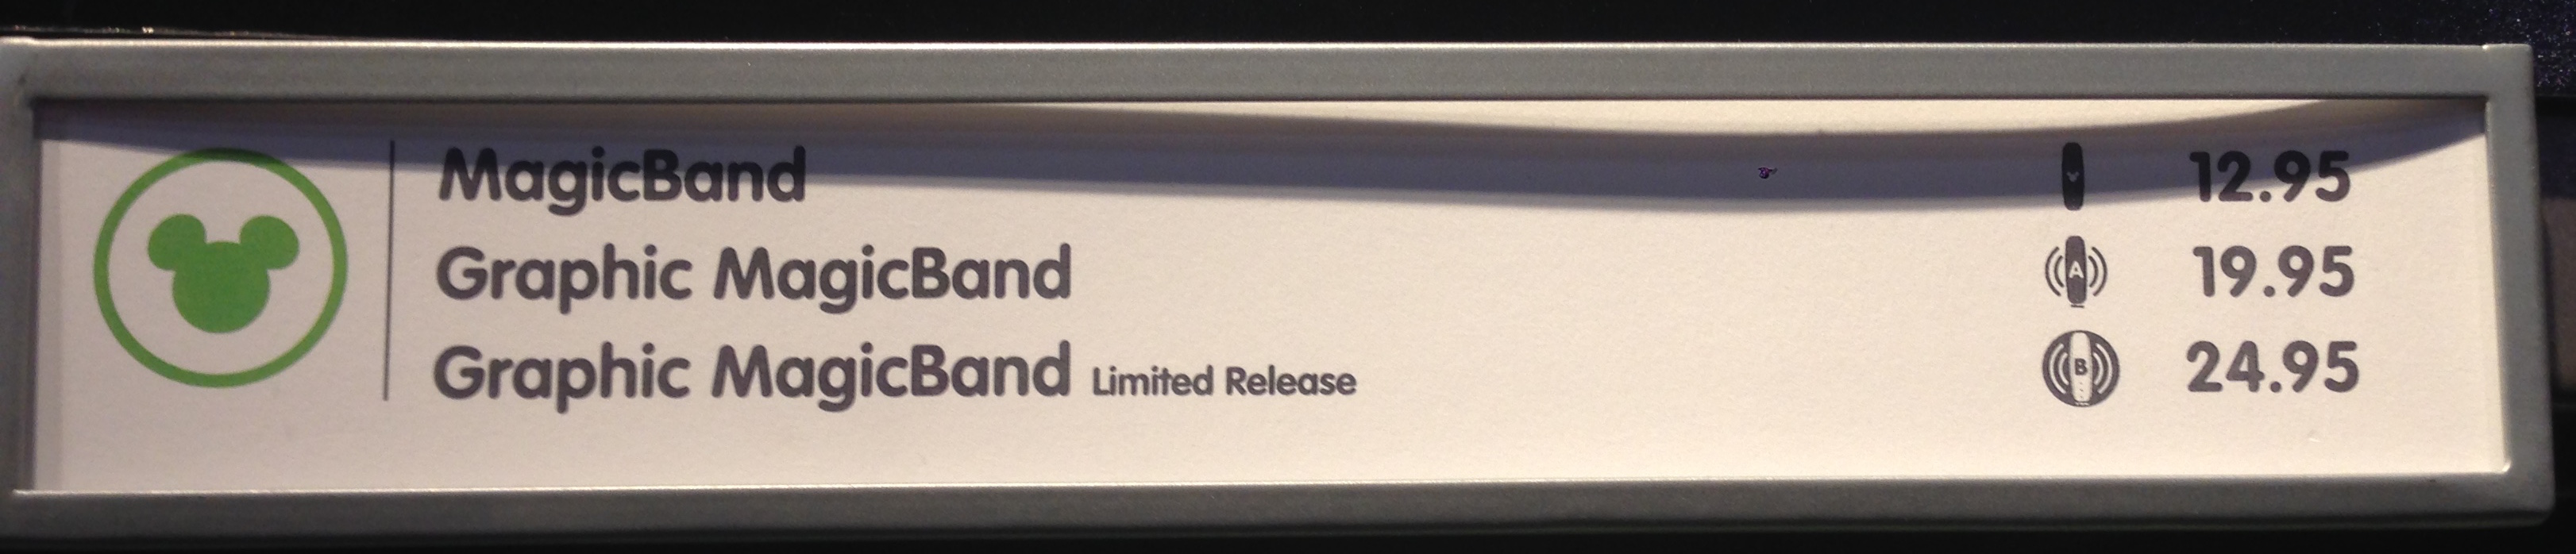 MagicBand 12.95
Graphic MagicBand A 19.95
Graphic MagicBand Limited Release B 24.95